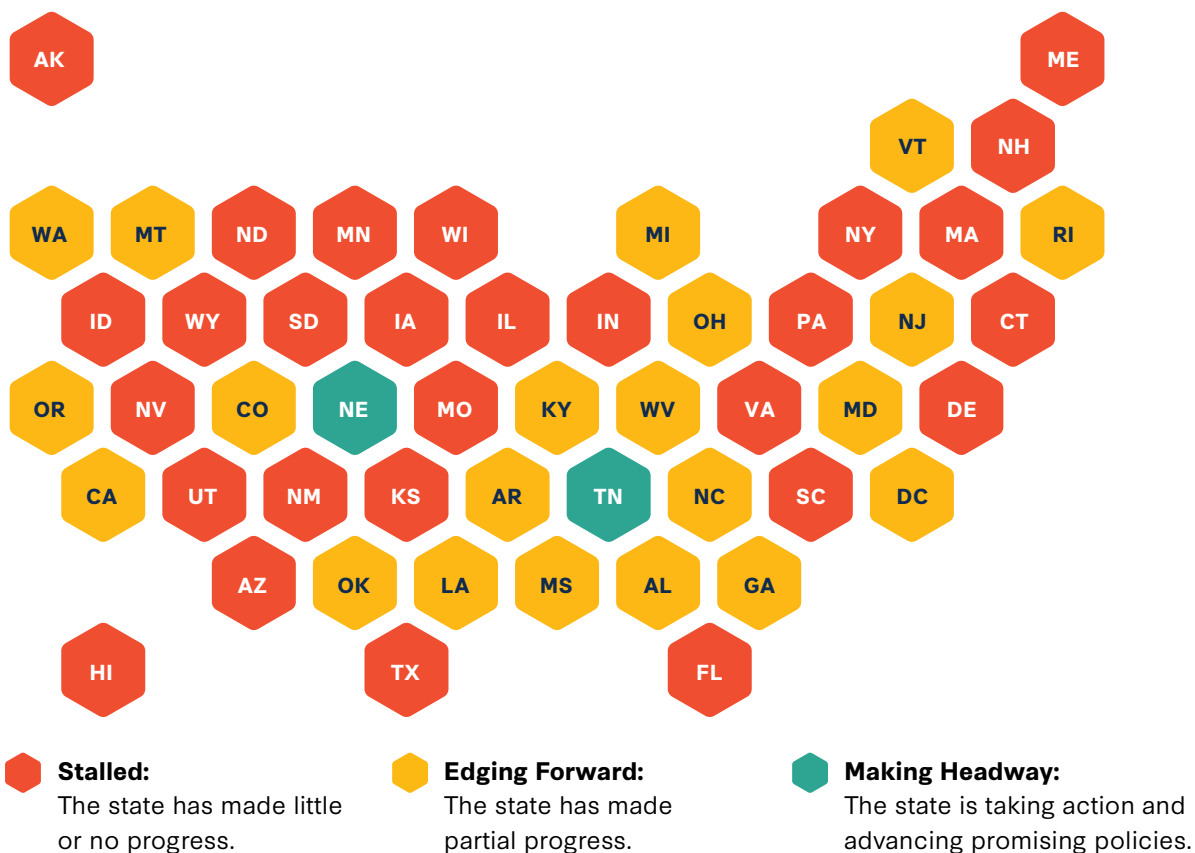 AK ME
VT NH
WA MT ND MN WI MI NY MA RI
ID WY SD IA IL IN OH PA NJ CT
OR NV CO NE MO KY WV VA MD DE
CA UT NM KS AR TN NC SC DC
AZ OK LA MS AL GA
HI TX FL
Stalled:
The state has made little
or no progress.
Edging Forward:
The state has made
partial progress.
Making Headway:
The state is taking action and
advancing promising policies.